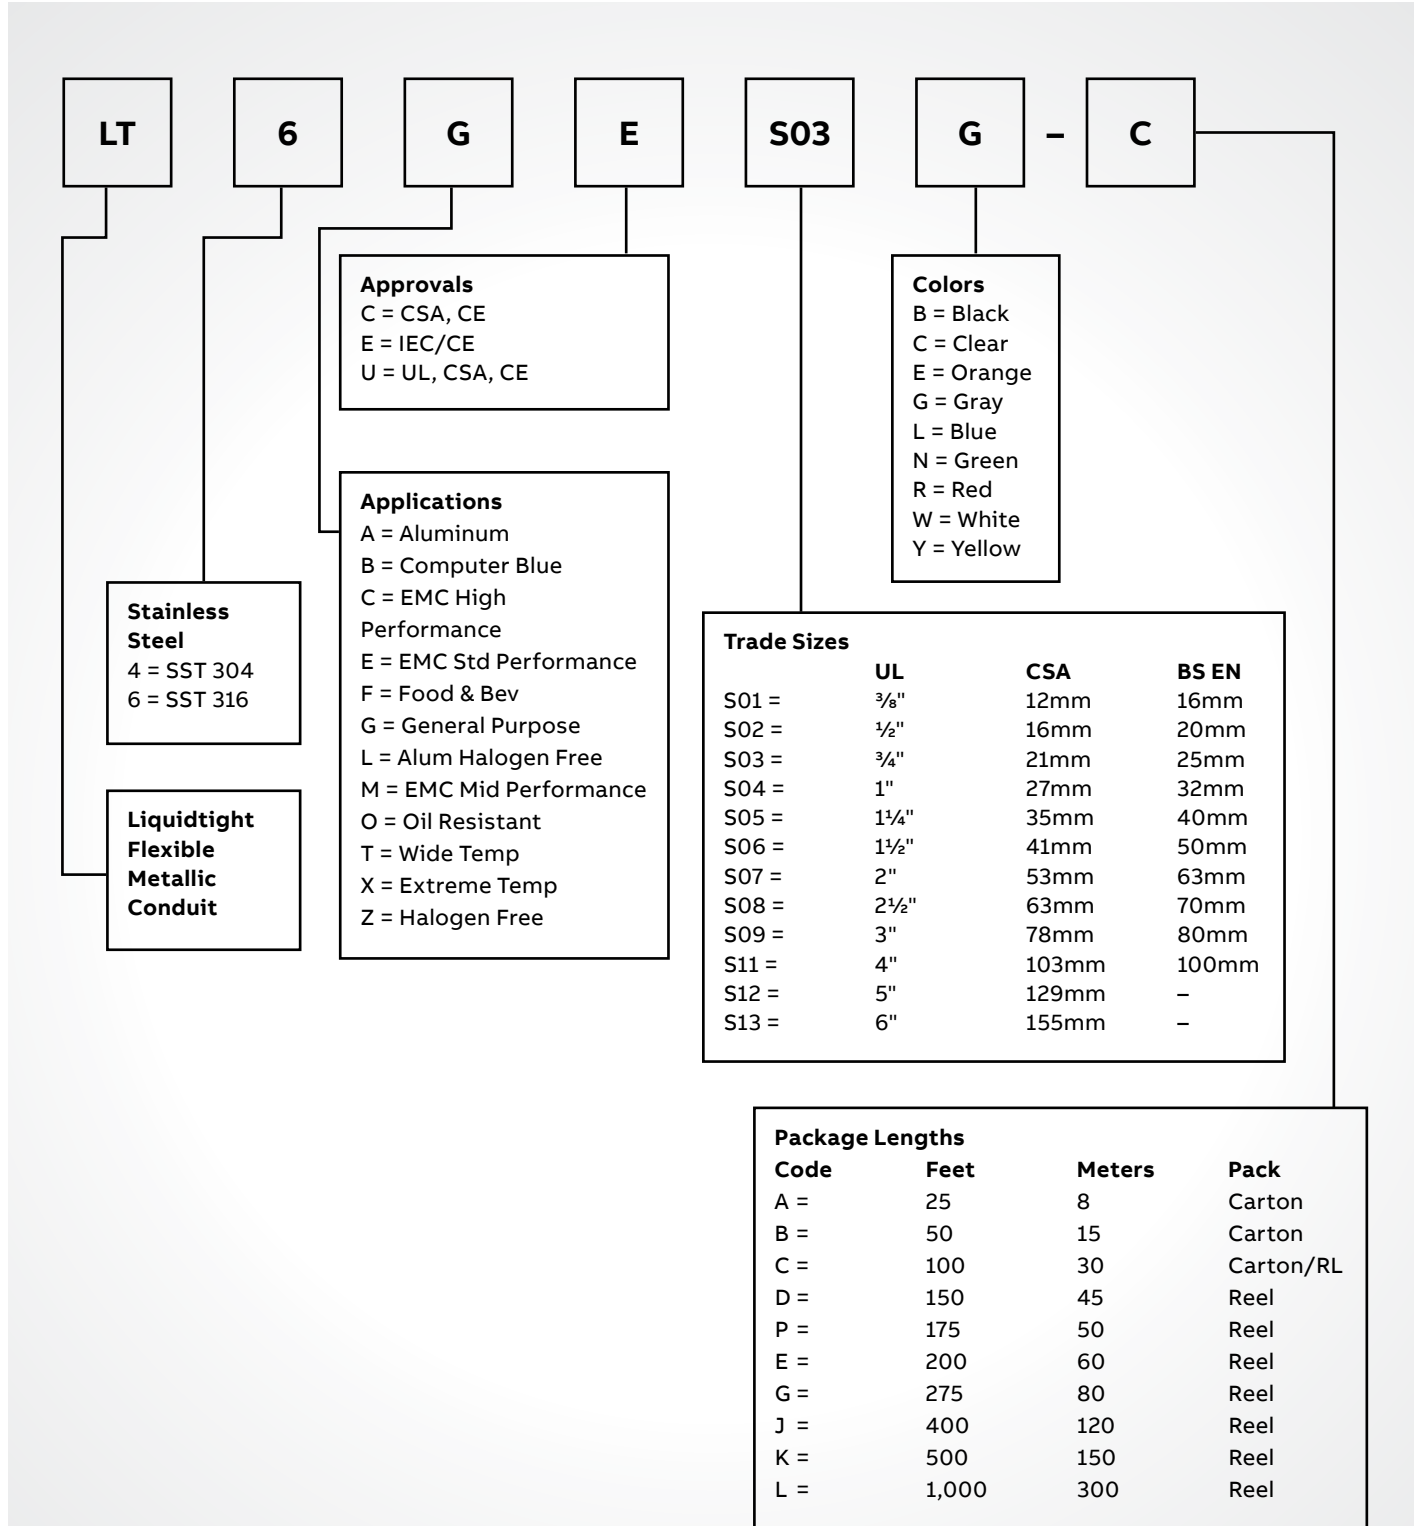 LT 6 G E S03 G – C
Approvals
C = CSA, CE
E = IEC/CE
U = UL, CSA, CE
Colors
B = Black
C = Clear
E = Orange
G = Gray
L = Blue
N = Green
R = Red
W = White
Y = Yellow
Applications
A = Aluminum
B = Computer Blue
C = EMC High
Performance
E = EMC Std Performance
F = Food & Bev
G = General Purpose
L = Alum Halogen Free
M = EMC Mid Performance
O = Oil Resistant
T = Wide Temp
X = Extreme Temp
Z = Halogen Free
Stainless
Steel
4 = SST 304
6 = SST 316
Liquidtight
Flexible
Metallic
Conduit
Trade Sizes
UL CSA BS EN
S01 = ⅜" 12mm 16mm
S02 = ½" 16mm 20mm
S03 = ¾" 21mm 25mm
S04 = 1" 27mm 32mm
S05 = 1¼" 35mm 40mm
S06 = 1½" 41mm 50mm
S07 = 2" 53mm 63mm
S08 = 2½" 63mm 70mm
S09 = 3" 78mm 80mm
S11 = 4" 103mm 100mm
S12 = 5" 129mm –
S13 = 6" 155mm –
Package Lengths
Code Feet Meters Pack
A = 25 8 Carton
B = 50 15 Carton
C = 100 30 Carton/RL
D = 150 45 Reel
P = 175 50 Reel
E = 200 60 Reel
G = 275 80 Reel
J = 400 120 Reel
K = 500 150 Reel
L = 1,000 300 Reel